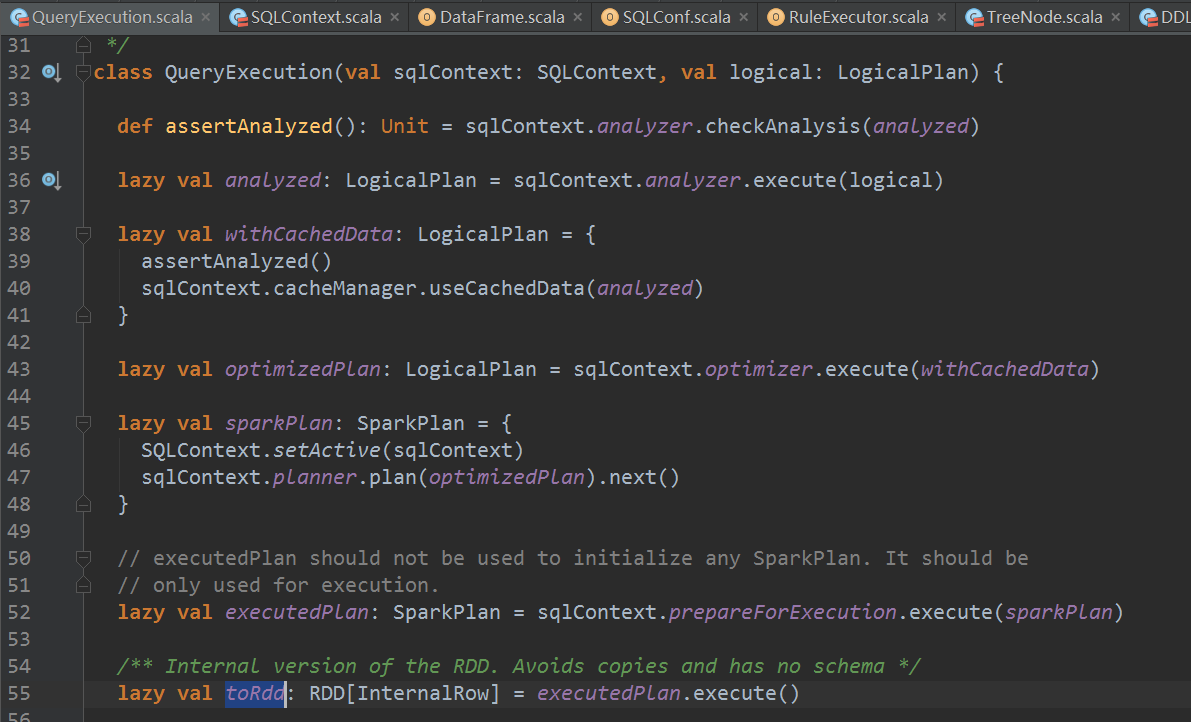 QueryExecution.scala × SQLContext.scala × DataFrame.scala × SQLConf.scala × RuleExecutor.scala × TreeNode.scala × DDL
31 */
32 class QueryExecution(val sqlContext: SQLContext, val logical: LogicalPlan) {
33
34 def assertAnalyzed(): Unit = sqlContext.analyzer.checkAnalysis(analyzed)
35
36 lazy val analyzed: LogicalPlan = sqlContext.analyzer.execute(logical)
37
38 lazy val withCachedData: LogicalPlan = {
39 assertAnalyzed()
40 sqlContext.cacheManager.useCachedData(analyzed)
41 }
42
43 lazy val optimizedPlan: LogicalPlan = sqlContext.optimizer.execute(withCachedData)
44
45 lazy val sparkPlan: SparkPlan = {
46 SQLContext.setActive(sqlContext)
47 sqlContext.planner.plan(optimizedPlan).next()
48 }
49
50 // executedPlan should not be used to initialize any SparkPlan. It should be
51 // only used for execution.
52 lazy val executedPlan: SparkPlan = sqlContext.prepareForExecution.execute(sparkPlan)
53
54 /** Internal version of the RDD. Avoids copies and has no schema */
55 lazy val toRdd: RDD[InternalRow] = executedPlan.execute()
56